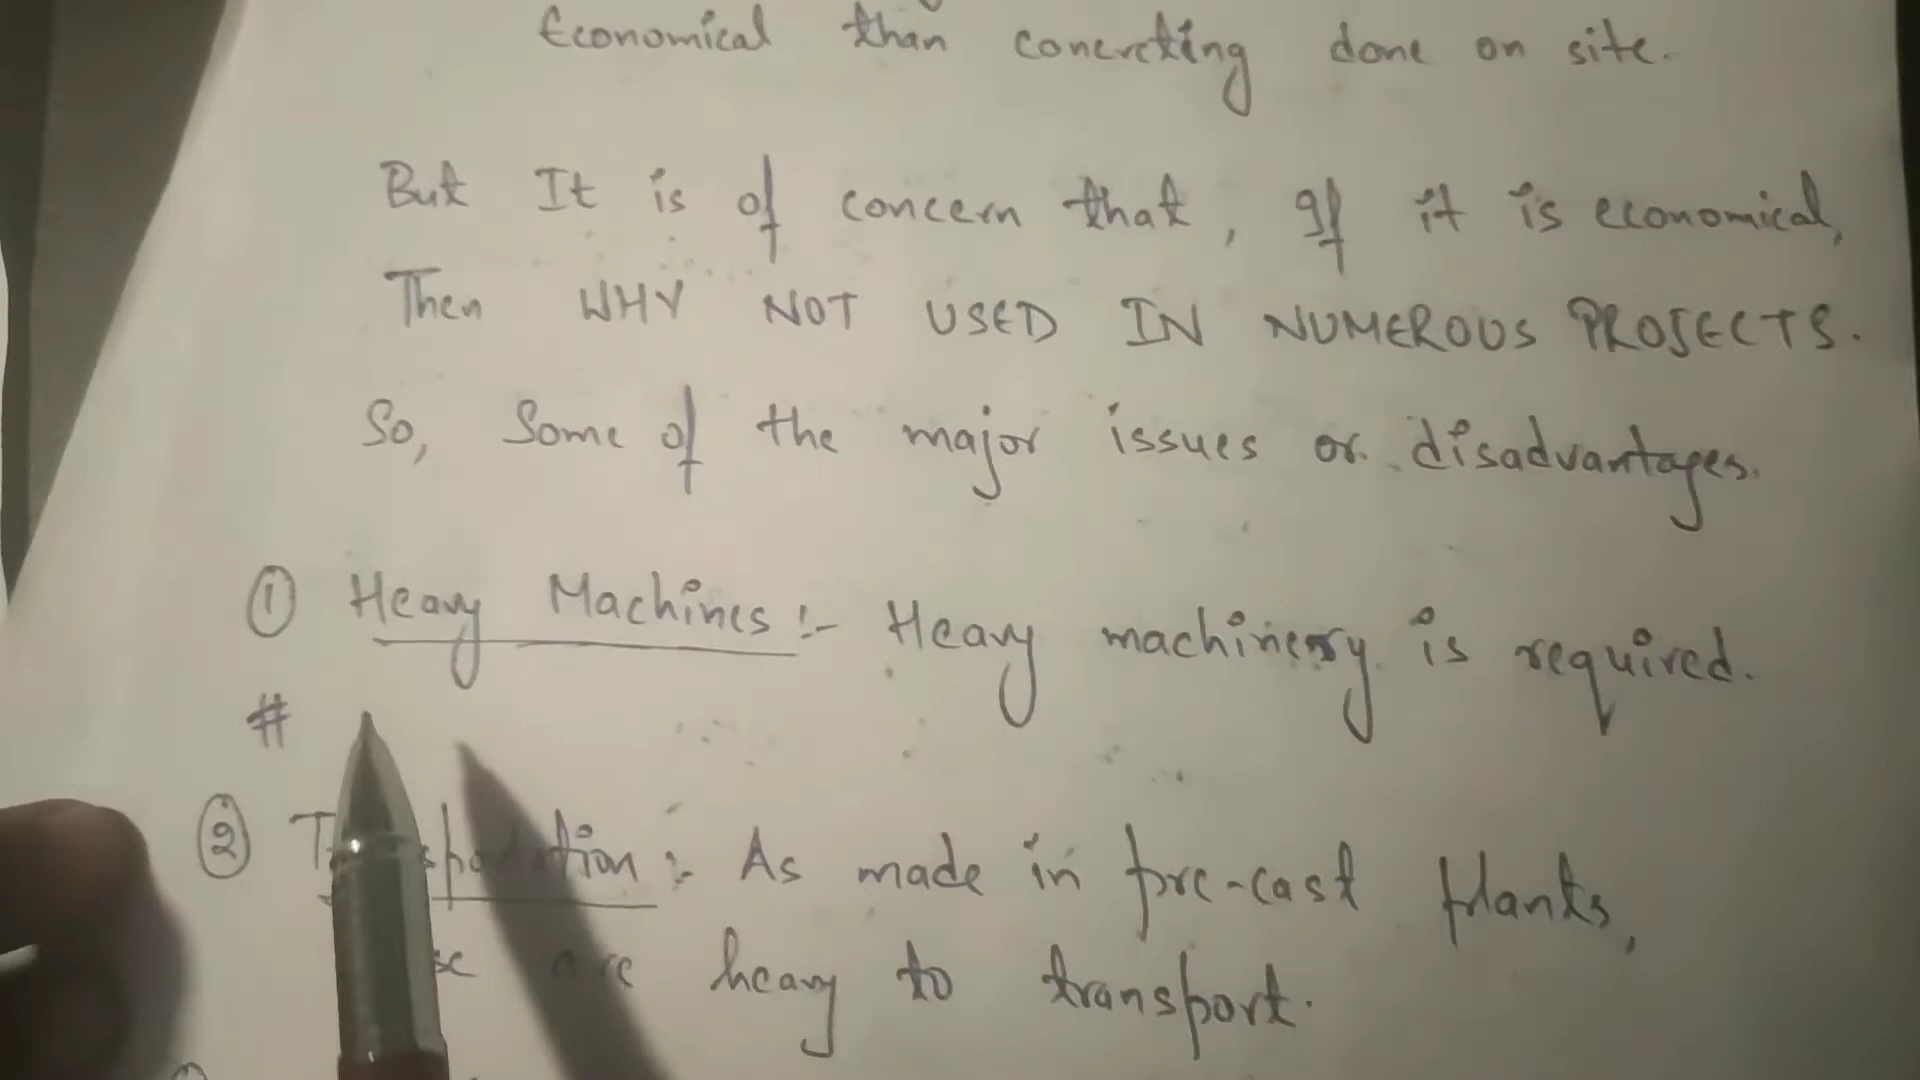 Economical than concreting done on site.
But It is of concern that, If it is economical,
Then WHY NOT USED IN NUMEROUS PROJECTS.
So, Some of the major issues or disadvantages.
① Heavy Machines :- Heavy machinery is required.
#
② :- As made in pre-cast plants,
are heavy to transport.